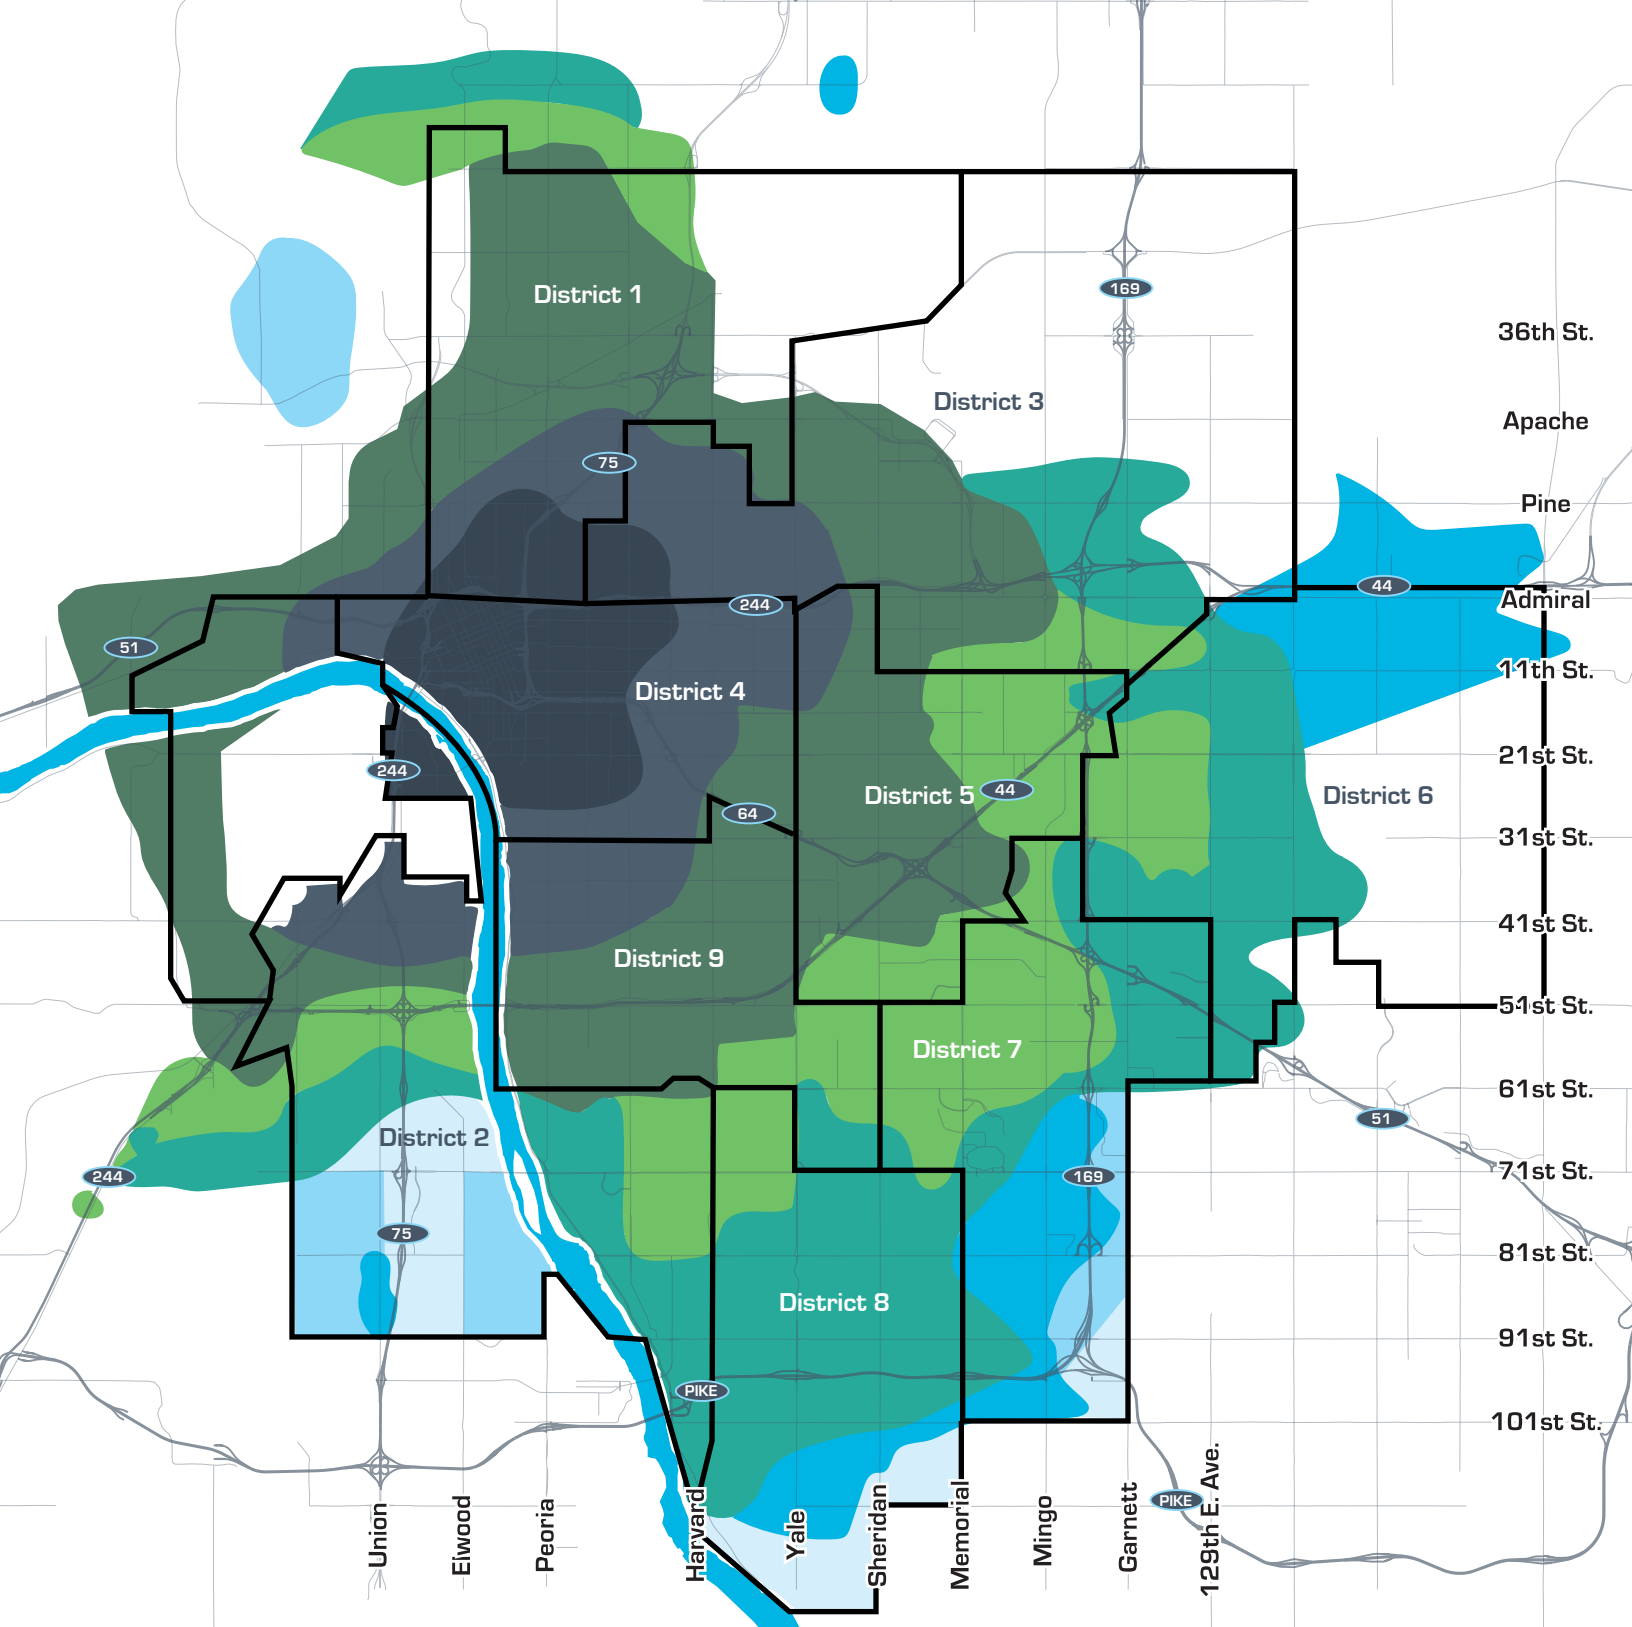 169
District 1
36th St.
District 3
Apache
75
Pine
44
Admiral
244
51
11th St.
District 4
21st St.
244
District 5
44
District 6
64
31st St.
41st St.
District 9
51st St.
District 7
61st St.
51
District 2
71st St.
244
169
75
81st St.
District 8
91st St.
PIKE
101st St.
PIKE
Union
Elwood
Peoria
Harvard
Yale
Sheridan
Memorial
Mingo
Garnett
129th E. Ave.